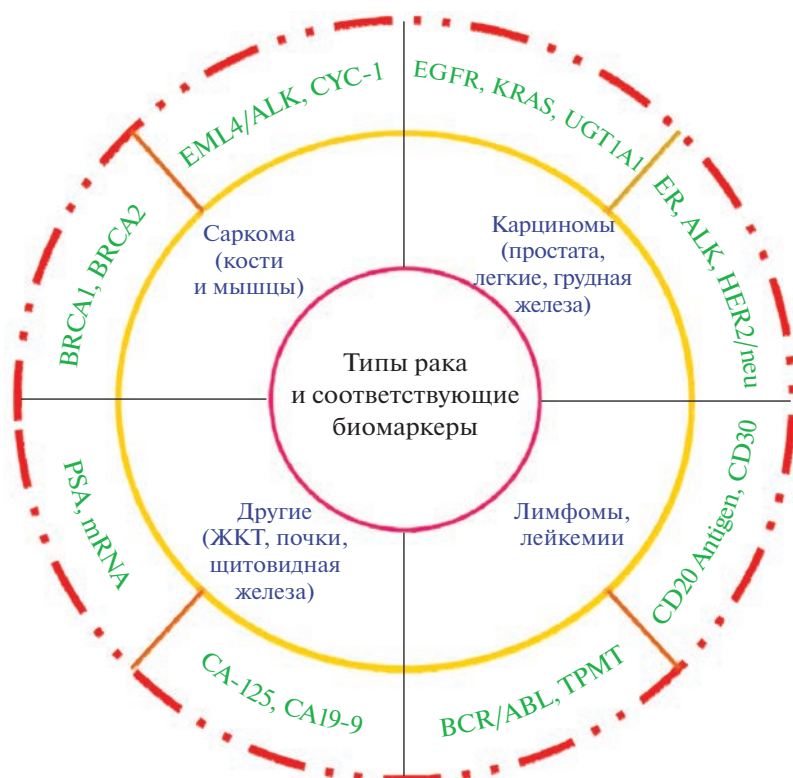 EML4/ALK, CYC-1
EGFR, KRAS, UGT1A1
BRCA1, BRCA2
ER, ALK, HER2/neu
Саркома
(кости
и мышцы)
Карциномы
(простата,
легкие, грудная
железа)
Типы рака
и соответствующие
биомаркеры
Другие
(ЖКТ, почки,
щитовидная
железа)
Лимфомы,
лейкемии
PSA, mRNA
CD20 Antigen, CD30
CA-125, CA19-9
BCR/ABL, TPMT